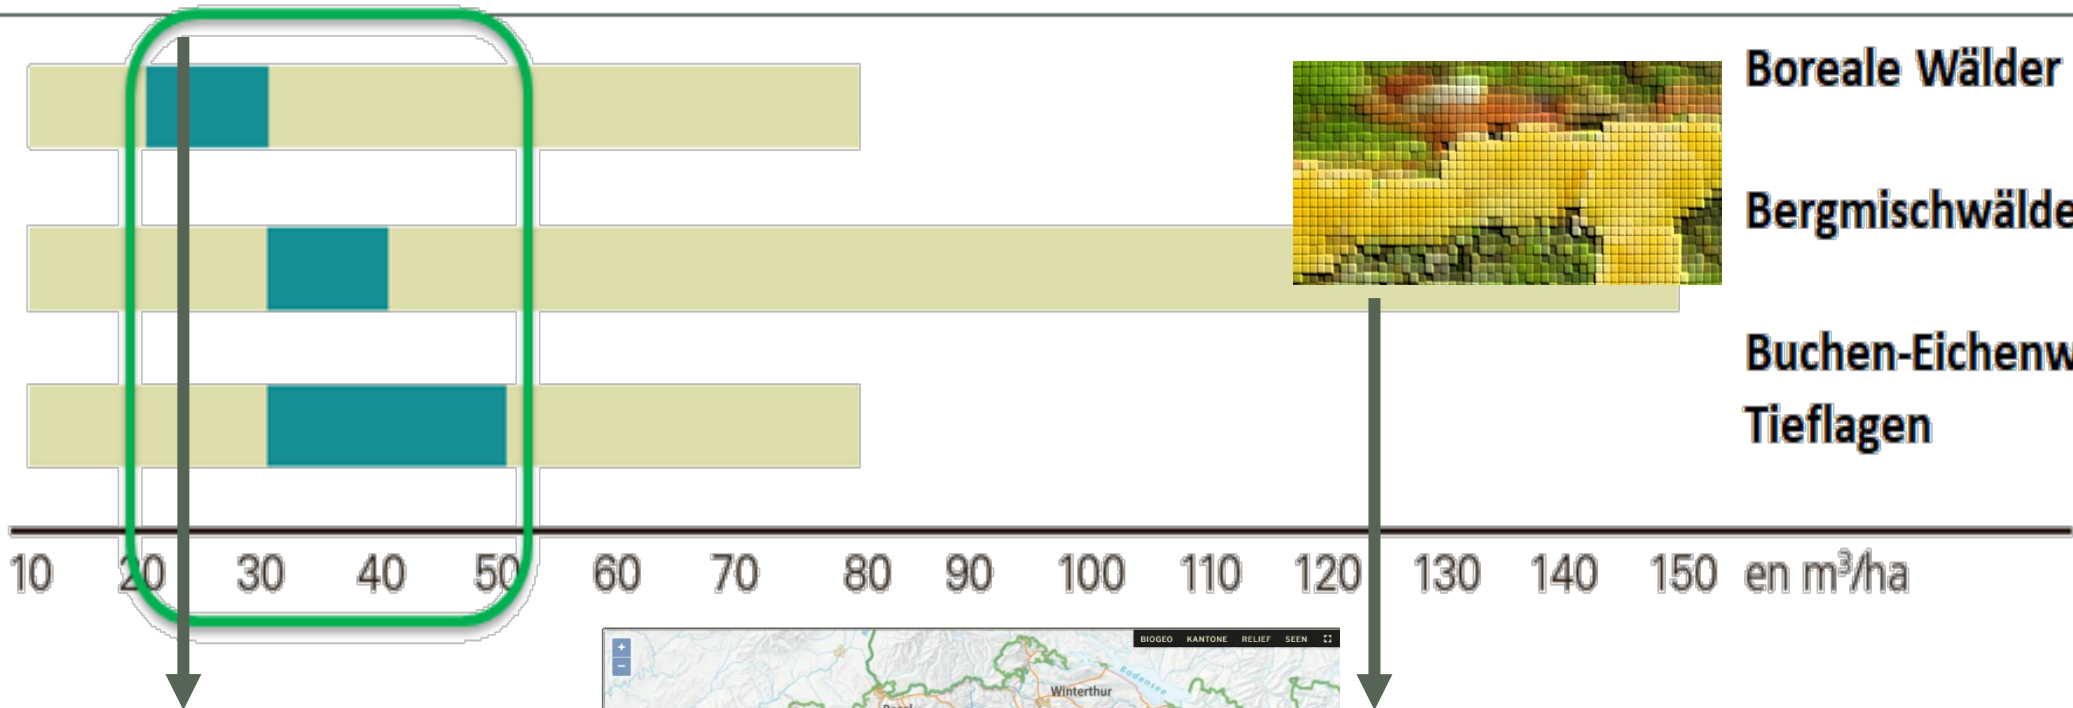 Boreale Wälder
Bergmischwälde
Buchen-Eichenw
Tieflagen
10 20 30 40 50 60 70 80 90 100 110 120 130 140 150 en m³/ha
+
BIOGEO KANTONE RELIEF SEEN
−
Bodensee
Winterthur